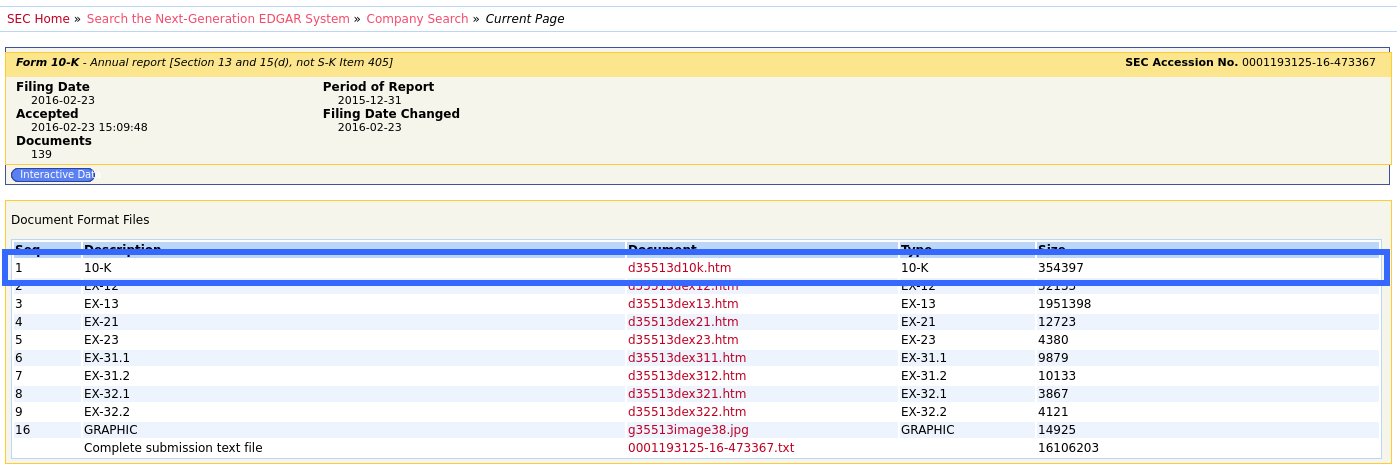 SEC Home » Search the Next-Generation EDGAR System » Company Search » Current Page
Form 10-K - Annual report [Section 13 and 15(d), not S-K Item 405] SEC Accession No. 0001193125-16-473367
Filing Date Period of Report
2016-02-23 2015-12-31
Accepted Filing Date Changed
2016-02-23 15:09:48 2016-02-23
Documents
139
Interactive Dat
Document Format Files
Seq Description Document Type Size
1 10-K d35513d10k.htm 10-K 354397
2 EX-12 d35513dex12.htm EX-12
3 EX-13 d35513dex13.htm EX-13 1951398
4 EX-21 d35513dex21.htm EX-21 12723
5 EX-23 d35513dex23.htm EX-23 4380
6 EX-31.1 d35513dex311.htm EX-31.1 9879
7 EX-31.2 d35513dex312.htm EX-31.2 10133
8 EX-32.1 d35513dex321.htm EX-32.1 3867
9 EX-32.2 d35513dex322.htm EX-32.2 4121
16 GRAPHIC g35513image38.jpg GRAPHIC 14925
Complete submission text file 0001193125-16-473367.txt 16106203